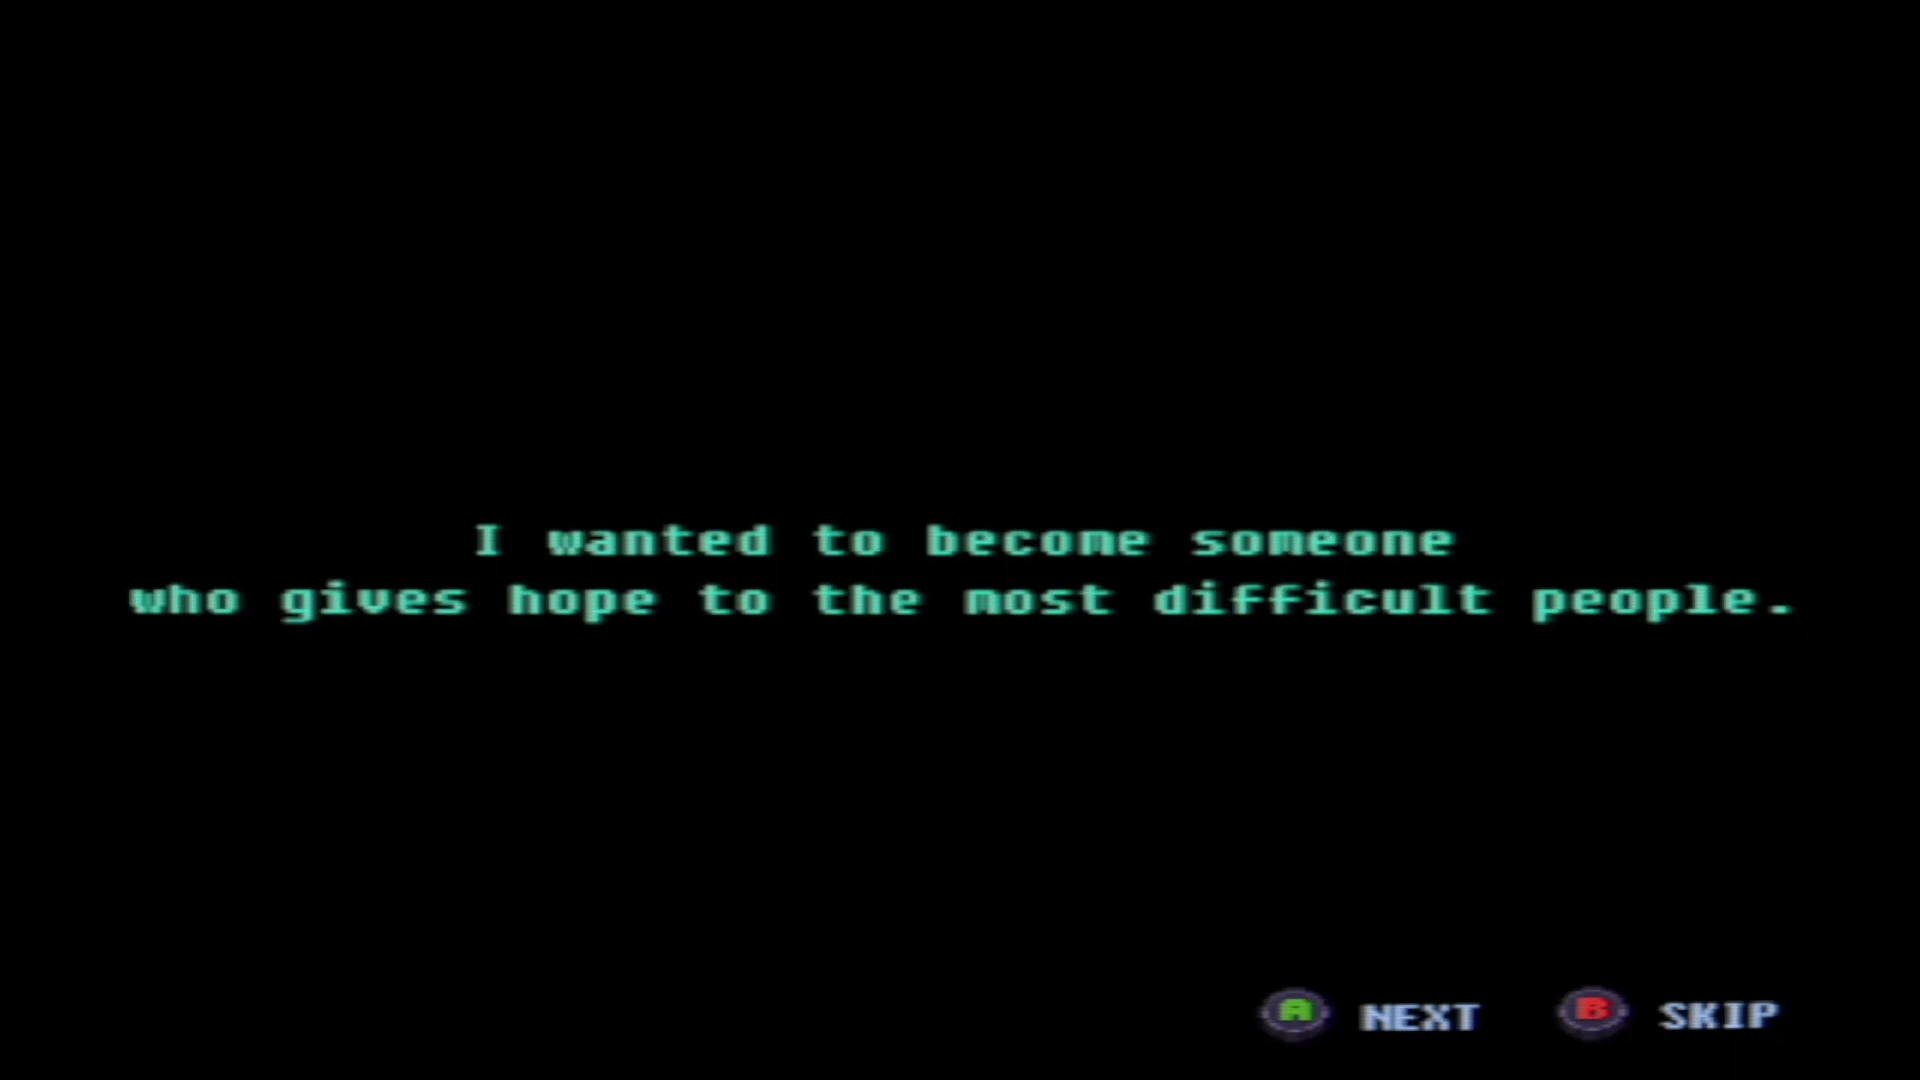 I wanted to become someone
who gives hope to the most difficult people.
A NEXT B SKIP